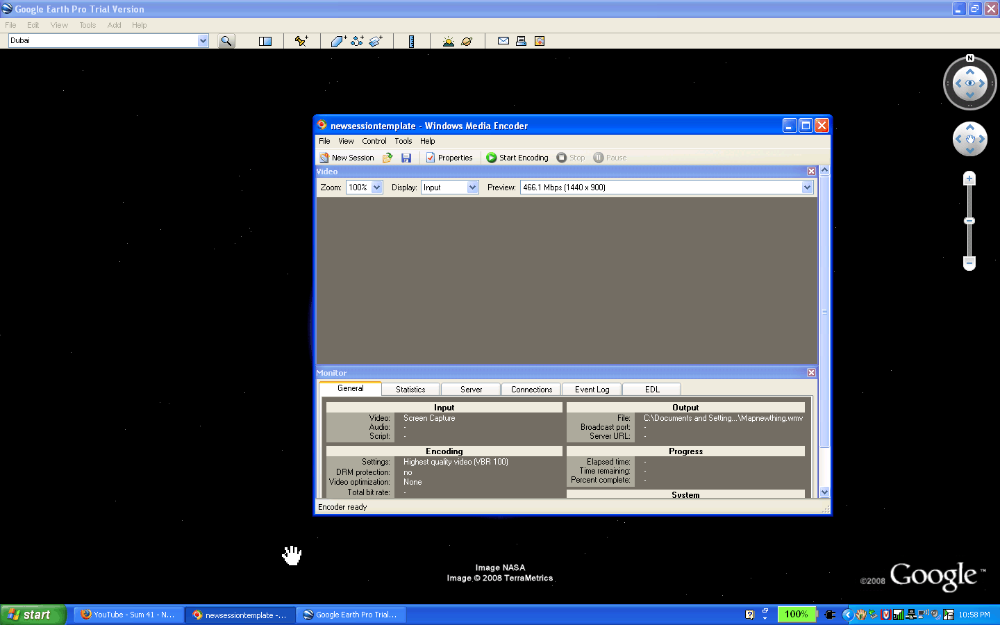 Google Earth Pro Trial Version
File Edit View Tools Add Help
Dubai
N
newsessiontemplate - Windows Media Encoder
File View Control Tools Help
New Session Properties Start Encoding Stop Pause
Video
Zoom: 100% Display: Input Preview: 466.1 Mbps (1440 x 900)
Monitor
General Statistics Server Connections Event Log EDL
Input
Video: Screen Capture
Audio: -
Script: -
Output
File: C:\Documents and Setting...\Mapnewthing.wmv
Broadcast port: -
Server URL: -
Encoding
Settings: Highest quality video (VBR 100)
DRM protection: no
Video optimization: None
Total bit rate: -
Progress
Elapsed time: -
Time remaining: -
Percent complete: -
System
Encoder ready
Image NASA
Image © 2008 TerraMetrics
©2008 Google™
start YouTube - Sum 41 - N... newsessiontemplate -... Google Earth Pro Trial... 100% 10:58 PM